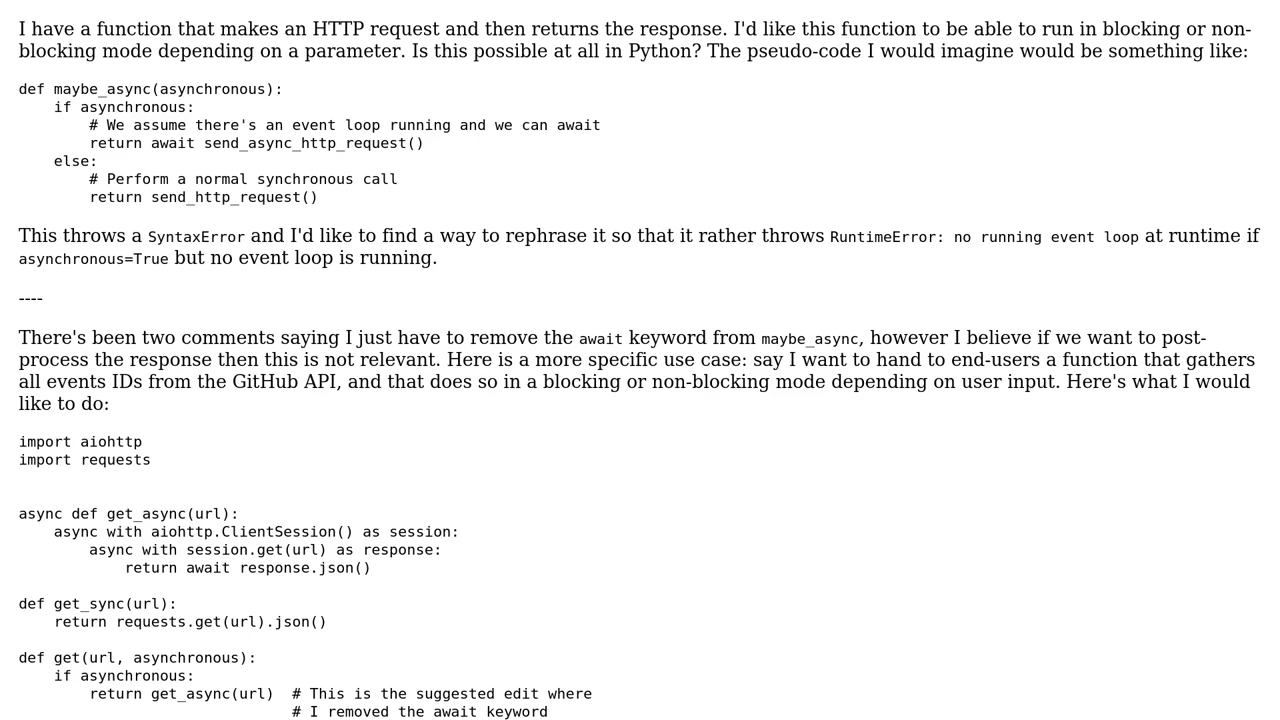 I have a function that makes an HTTP request and then returns the response. I'd like this function to be able to run in blocking or non-
blocking mode depending on a parameter. Is this possible at all in Python? The pseudo-code I would imagine would be something like:
def maybe_async(asynchronous):
    if asynchronous:
        # We assume there's an event loop running and we can await
        return await send_async_http_request()
    else:
        # Perform a normal synchronous call
        return send_http_request()
This throws a SyntaxError and I'd like to find a way to rephrase it so that it rather throws RuntimeError: no running event loop at runtime if
asynchronous=True but no event loop is running.
----
There's been two comments saying I just have to remove the await keyword from maybe_async, however I believe if we want to post-
process the response then this is not relevant. Here is a more specific use case: say I want to hand to end-users a function that gathers
all events IDs from the GitHub API, and that does so in a blocking or non-blocking mode depending on user input. Here's what I would
like to do:
import aiohttp
import requests
async def get_async(url):
    async with aiohttp.ClientSession() as session:
        async with session.get(url) as response:
            return await response.json()
def get_sync(url):
    return requests.get(url).json()
def get(url, asynchronous):
    if asynchronous:
        return get_async(url)  # This is the suggested edit where
                               # I removed the await keyword